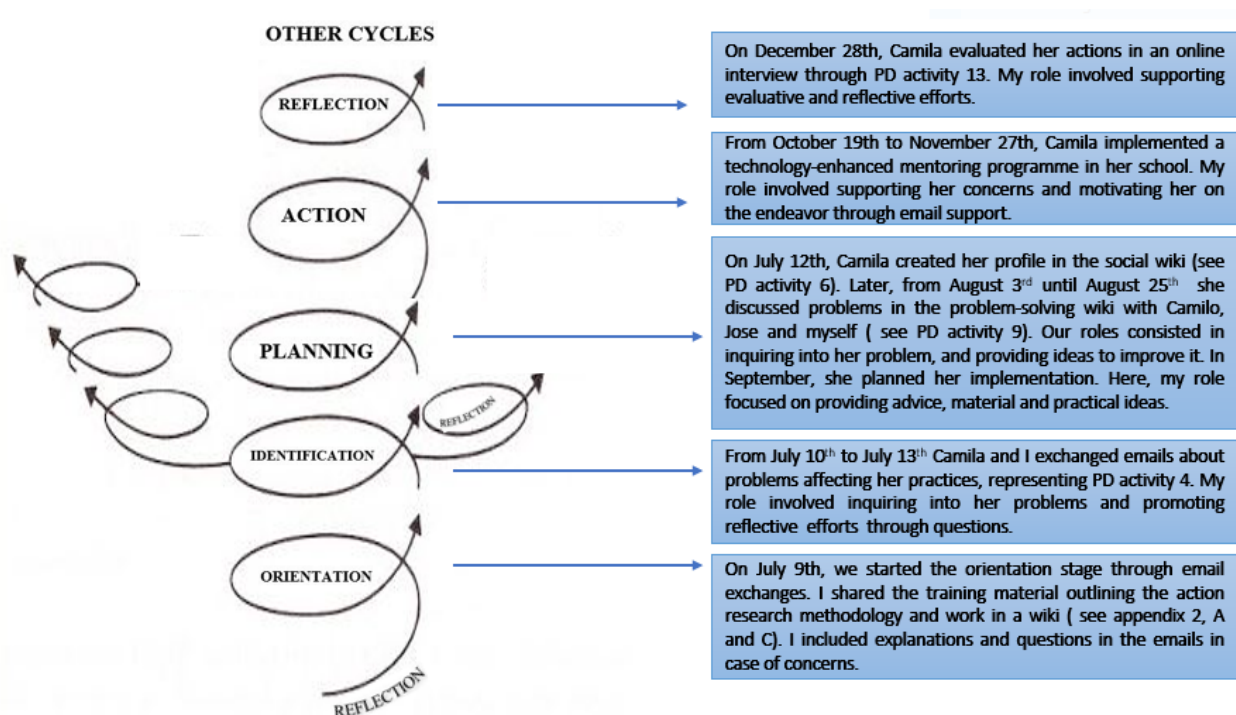 OTHER CYCLES
REFLECTION
On December 28th, Camila evaluated her actions in an online
interview through PD activity 13. My role involved supporting
evaluative and reflective efforts.
ACTION
From October 19th to November 27th, Camila implemented a
technology-enhanced mentoring programme in her school. My
role involved supporting her concerns and motivating her on
the endeavor through email support.
PLANNING
On July 12th, Camila created her profile in the social wiki (see
PD activity 6). Later, from August 3rd until August 25th she
discussed problems in the problem-solving wiki with Camilo,
Jose and myself ( see PD activity 9). Our roles consisted in
inquiring into her problem, and providing ideas to improve it. In
September, she planned her implementation. Here, my role
focused on providing advice, material and practical ideas.
REFLECTION
IDENTIFICATION
From July 10th to July 13th Camila and I exchanged emails about
problems affecting her practices, representing PD activity 4. My
role involved inquiring into her problems and promoting
reflective efforts through questions.
ORIENTATION
On July 9th, we started the orientation stage through email
exchanges. I shared the training material outlining the action
research methodology and work in a wiki ( see appendix 2, A
and C). I included explanations and questions in the emails in
case of concerns.
REFLECTION